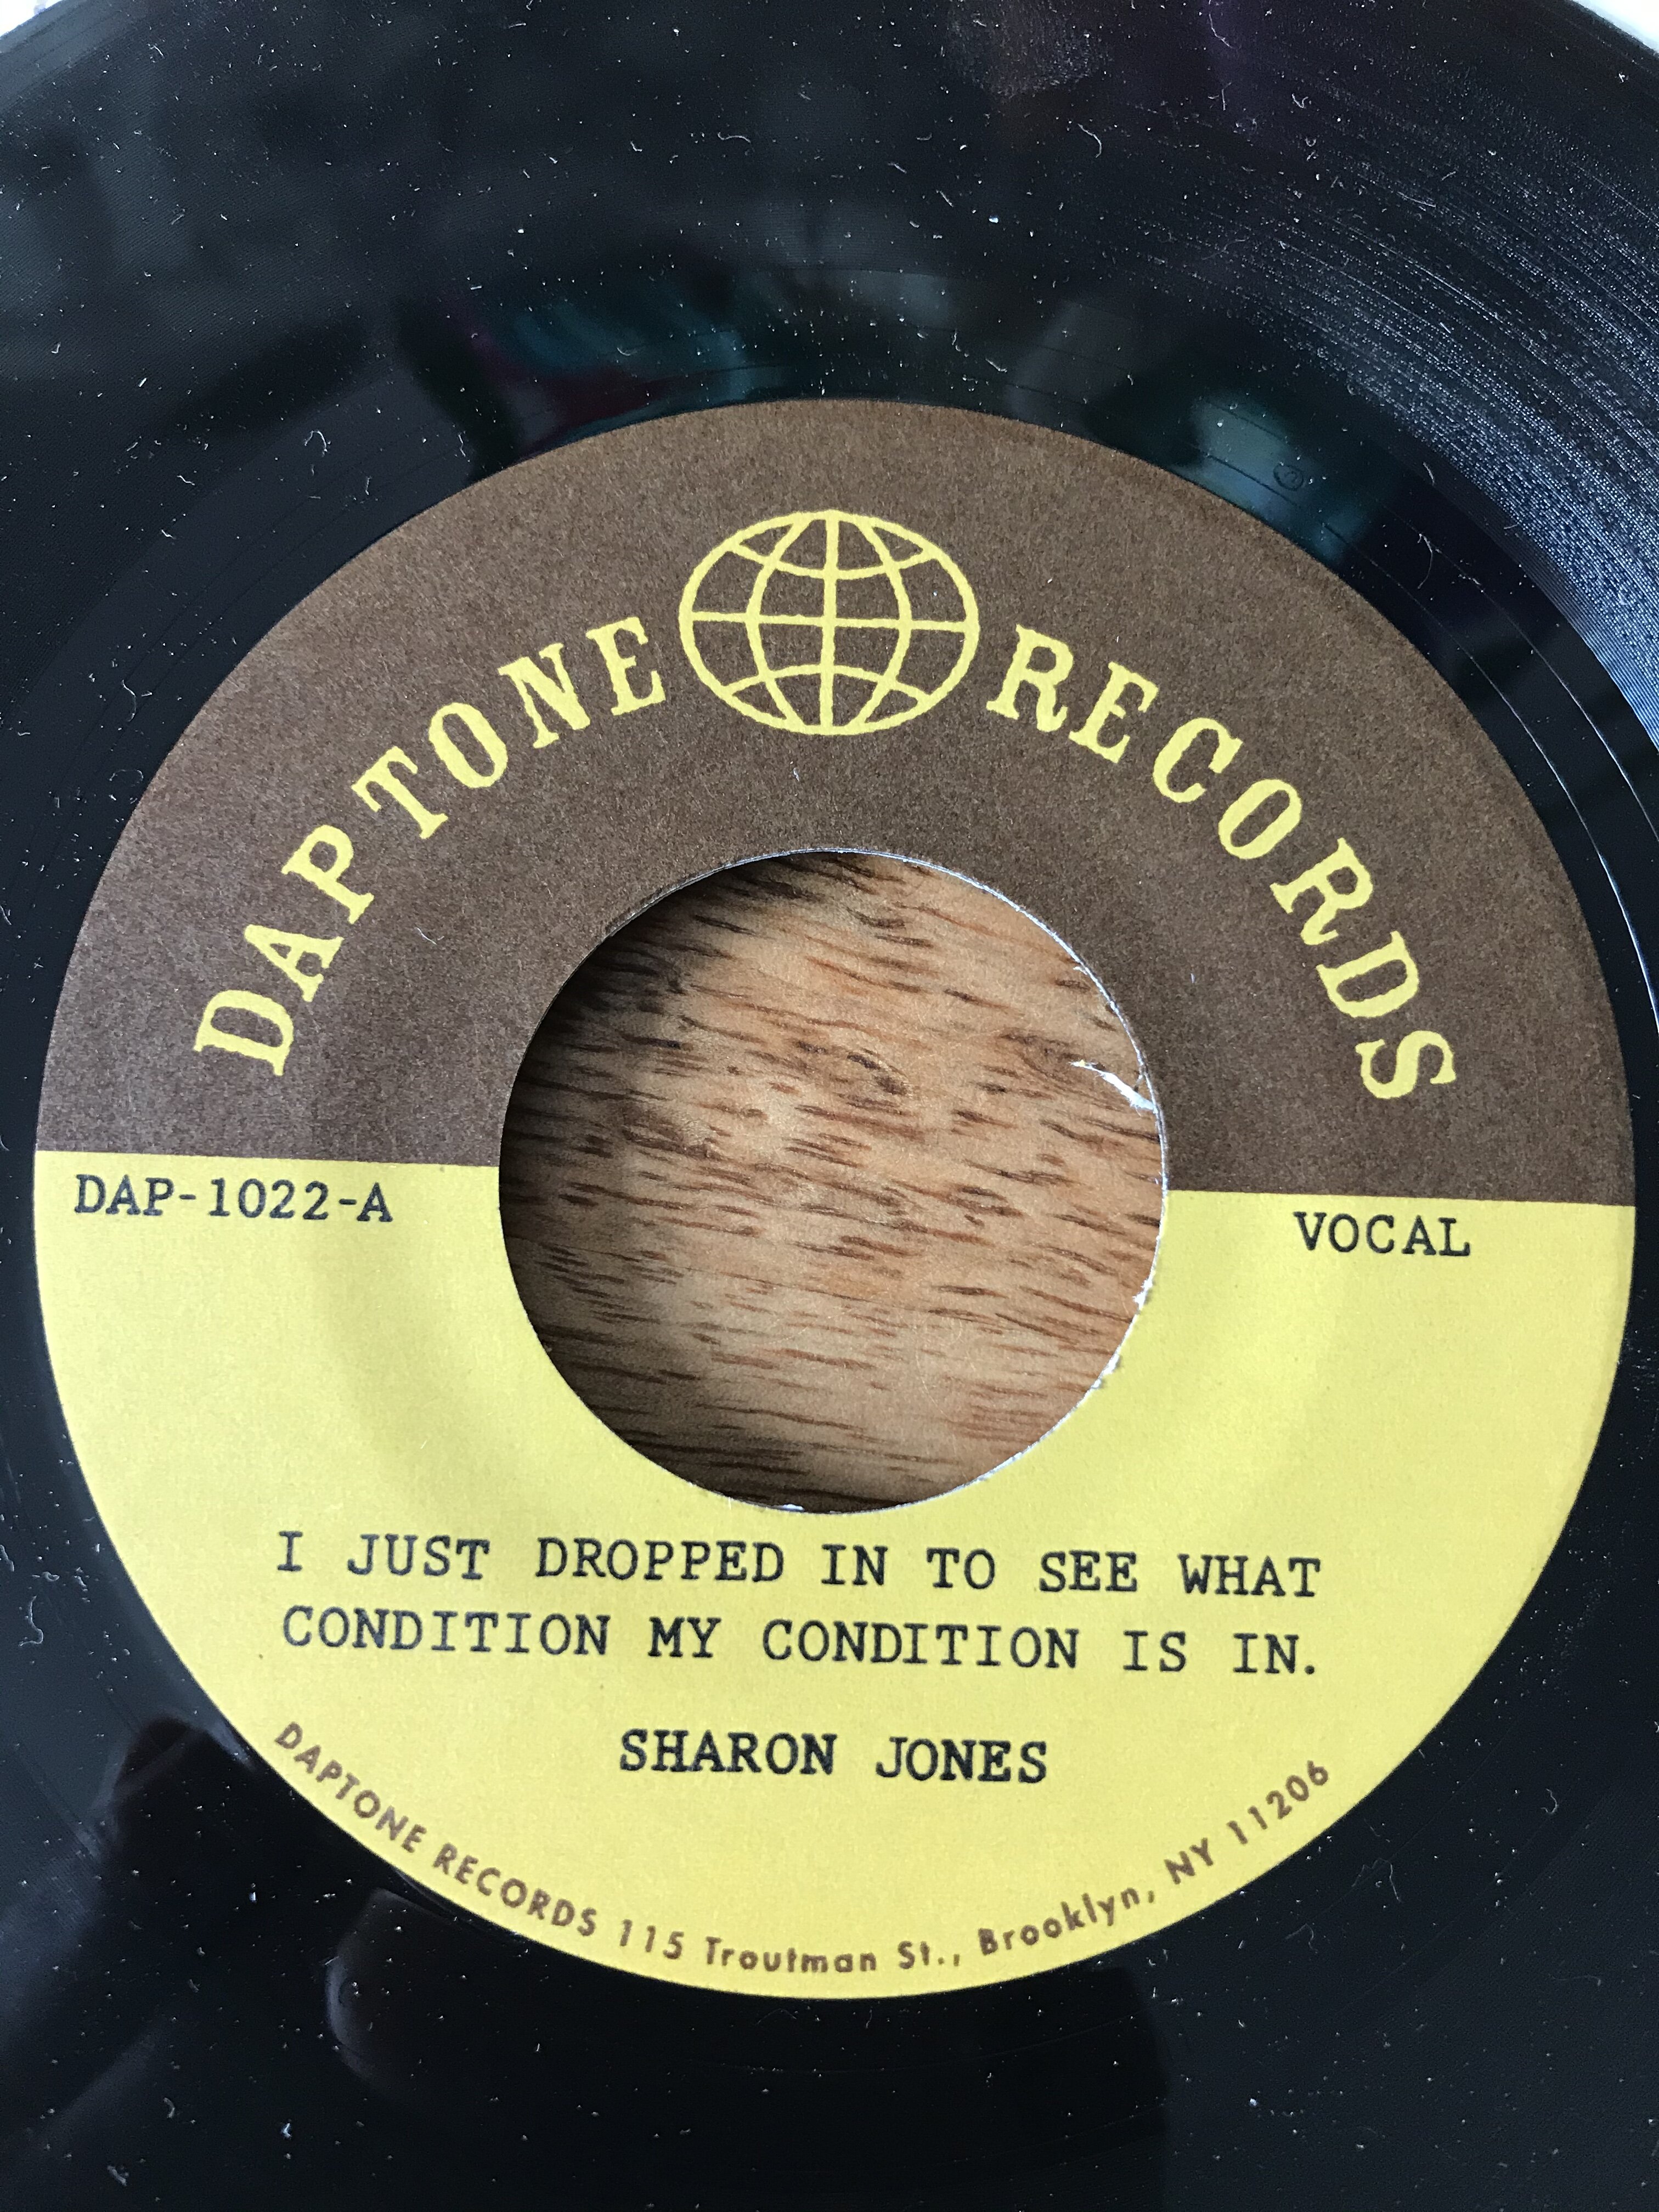 DAPTONE RECORDS
DAP-1022-A
VOCAL
I JUST DROPPED IN TO SEE WHAT
CONDITION MY CONDITION IS IN.
SHARON JONES
DAPTONE RECORDS 115 Troutman St., Brooklyn, NY 11206